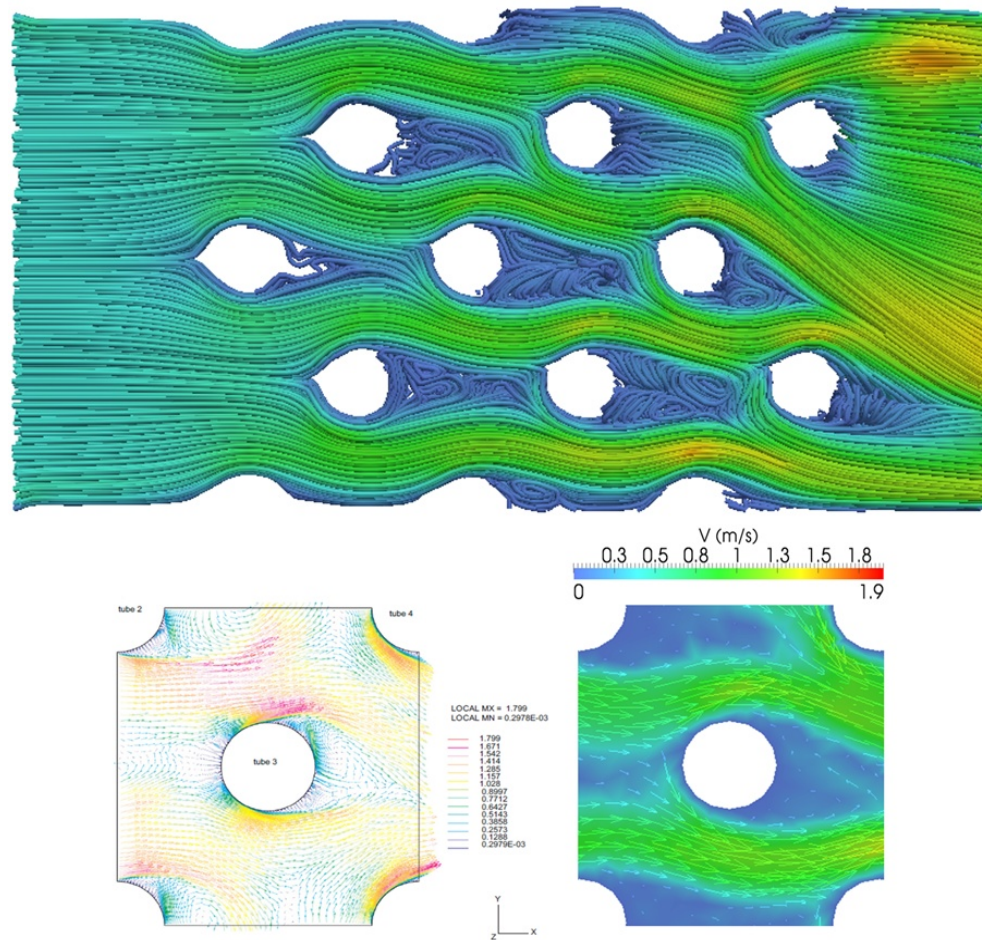 V (m/s)
0.3 0.5 0.8 1 1.3 1.5 1.8
0 1.9
tube 2
tube 4
tube 3
LOCAL MX = 1.799
LOCAL MN = 0.2978E-03
1.799
1.671
1.542
1.414
1.285
1.157
1.028
0.8997
0.7712
0.6427
0.5143
0.3858
0.2573
0.1288
0.2979E-03
Y
Z X